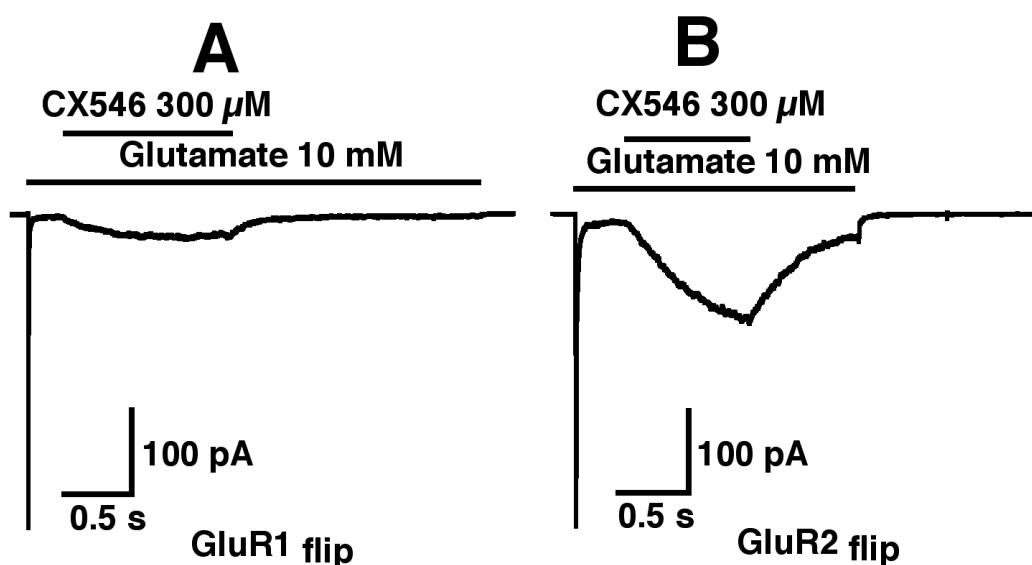 A
CX546 300 µM
Glutamate 10 mM
100 pA
0.5 s
GluR1 flip
B
CX546 300 µM
Glutamate 10 mM
100 pA
0.5 s
GluR2 flip